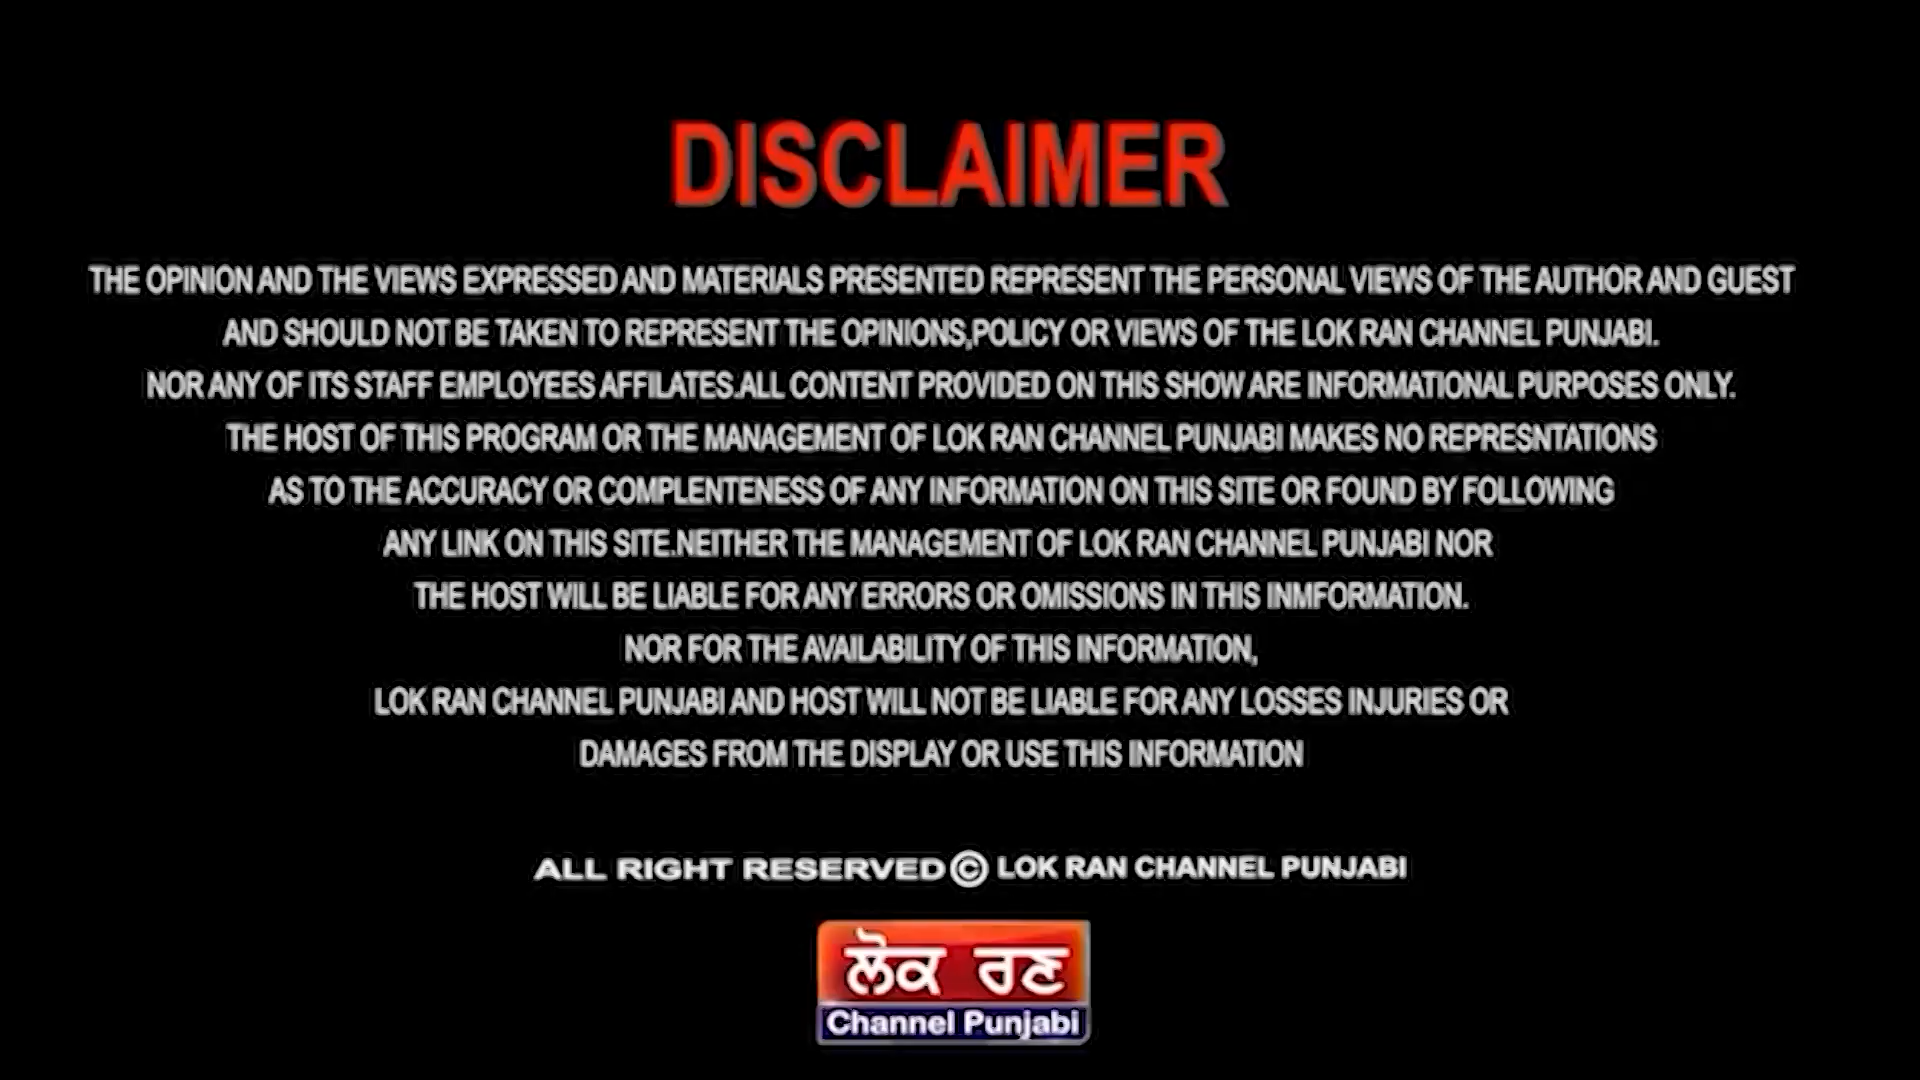 DISCLAIMER
THE OPINION AND THE VIEWS EXPRESSED AND MATERIALS PRESENTED REPRESENT THE PERSONAL VIEWS OF THE AUTHOR AND GUEST
AND SHOULD NOT BE TAKEN TO REPRESENT THE OPINIONS,POLICY OR VIEWS OF THE LOK RAN CHANNEL PUNJABI.
NOR ANY OF ITS STAFF EMPLOYEES AFFILATES.ALL CONTENT PROVIDED ON THIS SHOW ARE INFORMATIONAL PURPOSES ONLY.
THE HOST OF THIS PROGRAM OR THE MANAGEMENT OF LOK RAN CHANNEL PUNJABI MAKES NO REPRESNTATIONS
AS TO THE ACCURACY OR COMPLENTENESS OF ANY INFORMATION ON THIS SITE OR FOUND BY FOLLOWING
ANY LINK ON THIS SITE.NEITHER THE MANAGEMENT OF LOK RAN CHANNEL PUNJABI NOR
THE HOST WILL BE LIABLE FOR ANY ERRORS OR OMISSIONS IN THIS INMFORMATION.
NOR FOR THE AVAILABILITY OF THIS INFORMATION,
LOK RAN CHANNEL PUNJABI AND HOST WILL NOT BE LIABLE FOR ANY LOSSES INJURIES OR
DAMAGES FROM THE DISPLAY OR USE THIS INFORMATION
ALL RIGHT RESERVED© LOK RAN CHANNEL PUNJABI
ਲੋਕ ਰਣ
Channel Punjabi